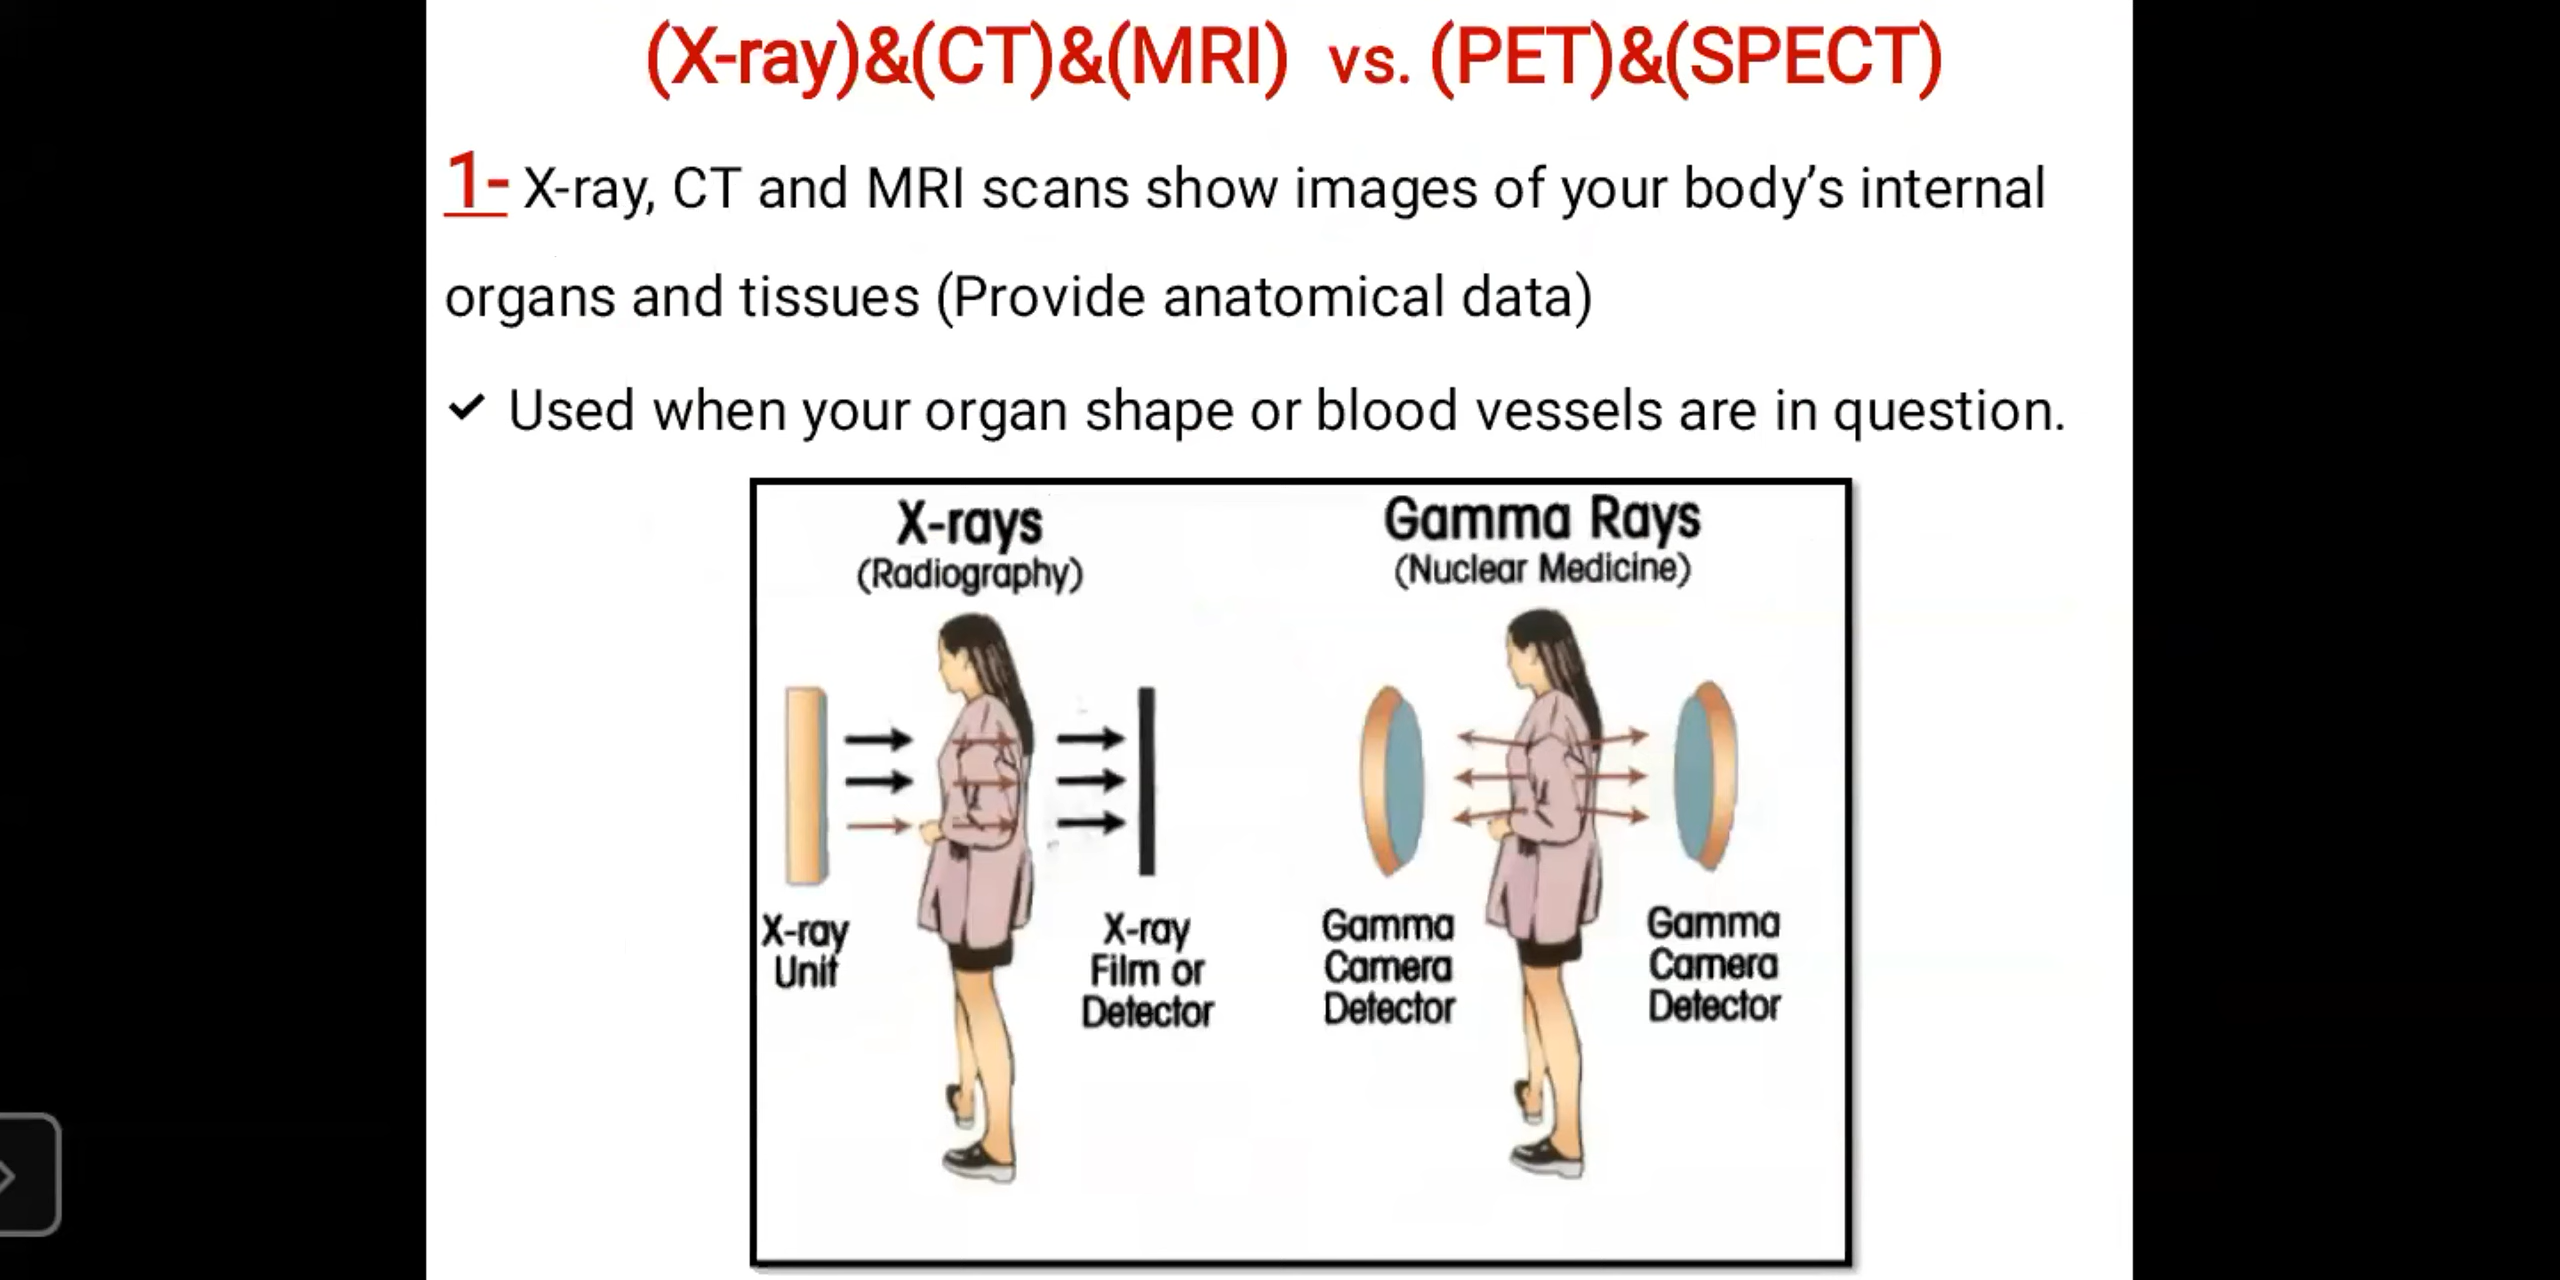 (X-ray)&(CT)&(MRI) vs. (PET)&(SPECT)
1- X-ray, CT and MRI scans show images of your body’s internal
organs and tissues (Provide anatomical data)
✔ Used when your organ shape or blood vessels are in question.
X-rays
(Radiography)
Gamma Rays
(Nuclear Medicine)
X-ray
Unit
X-ray
Film or
Detector
Gamma
Camera
Detector
Gamma
Camera
Detector